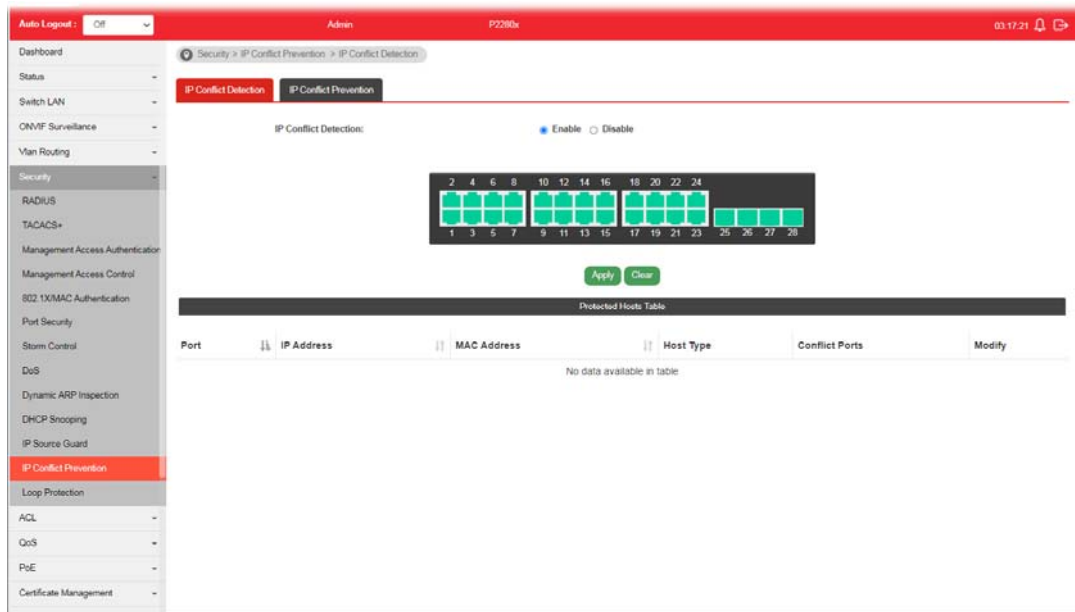 Auto Logout : Off Admin P2280x 03:17:21
Dashboard
Status
Switch LAN
ONVIF Surveillance
Vlan Routing
Security
RADIUS
TACACS+
Management Access Authentication
Management Access Control
802.1X/MAC Authentication
Port Security
Storm Control
DoS
Dynamic ARP Inspection
DHCP Snooping
IP Source Guard
IP Conflict Prevention
Loop Protection
ACL
QoS
PoE
Certificate Management
Security > IP Conflict Prevention > IP Conflict Detection
IP Conflict Detection IP Conflict Prevention
IP Conflict Detection: Enable Disable
2 4 6 8 10 12 14 16 18 20 22 24
1 3 5 7 9 11 13 15 17 19 21 23 25 26 27 28
Apply Clear
Protected Hosts Table
Port IP Address MAC Address Host Type Conflict Ports Modify
No data available in table